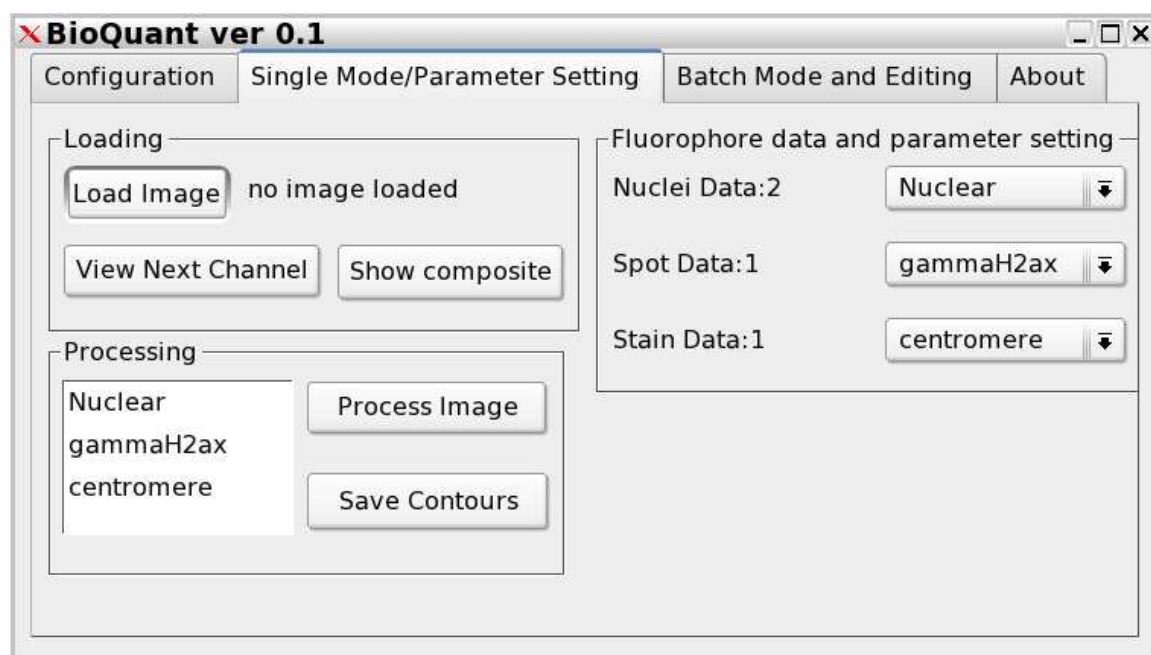 BioQuant ver 0.1
Configuration Single Mode/Parameter Setting Batch Mode and Editing About
Loading
Load Image no image loaded
View Next Channel Show composite
Processing
Nuclear
gammaH2ax
centromere
Process Image
Save Contours
Fluorophore data and parameter setting
Nuclei Data:2 Nuclear
Spot Data:1 gammaH2ax
Stain Data:1 centromere